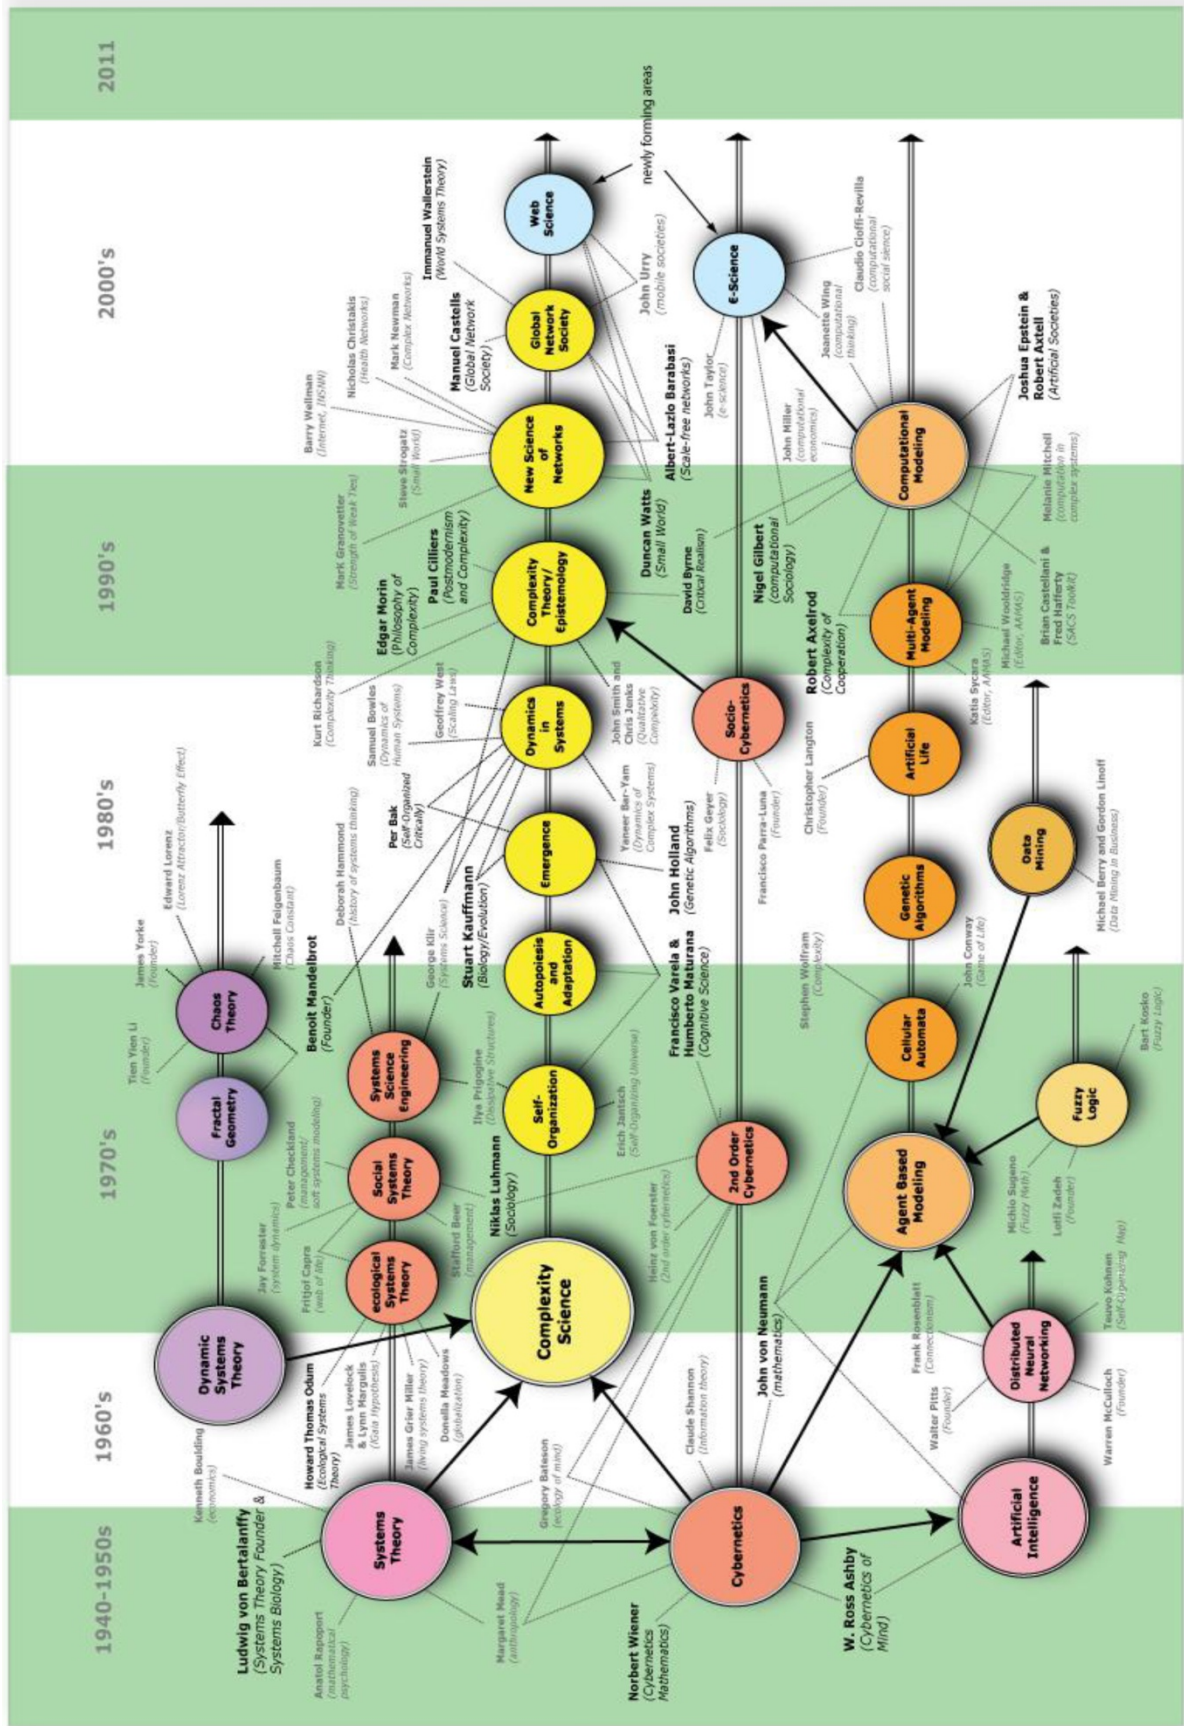 1940-1950s
1960's
1970's
1980's
1990's
2000's
2011
Kenneth Boulding
(economics)
Ludwig von Bertalanffy
(Systems Theory Founder &
Systems Biology)
Anatol Rapoport
(mathematical
psychology)
Dynamic
Systems
Theory
Fractal
Geometry
Chaos
Theory
Tien Yien Li
(Founder)
James Yorke
(Founder)
Edward Lorenz
(Lorenz Attractor/Butterfly Effect)
Mitchell Feigenbaum
(Chaos Constant)
Benoit Mandelbrot
(Founder)
Systems
Theory
Howard Thomas Odum
(Ecological Systems
Theory)
James Lovelock
& Lynn Margulis
(Gaia Hypothesis)
James Grier Miller
(living systems theory)
Donella Meadows
(globalization)
Jay Forrester
(system dynamics)
Fritjof Capra
(web of life)
Peter Checkland
(management/
soft systems modeling)
ecological
Systems
Theory
Social
Systems
Theory
Systems
Science
Engineering
Stafford Beer
(management)
Niklas Luhmann
(Sociology)
Deborah Hammond
(history of systems thinking)
George Klir
(Systems Science)
Ilya Prigogine
(Dissipative Structures)
Margaret Mead
(anthropology)
Gregory Bateson
(ecology of mind)
Complexity
Science
Self-
Organization
Autopoiesis
and
Adaptation
Emergence
Dynamics
in
Systems
Complexity
Theory/
Epistemology
New Science
of
Networks
Global
Network
Society
Web
Science
Erich Jantsch
(Self-Organizing Universe)
Stuart Kauffmann
(Biology/Evolution)
Per Bak
(Self-Organized
Critically)
Samuel Bowles
(Dynamics of
Human Systems)
Geoffrey West
(Scaling Laws)
Kurt Richardson
(Complexity Thinking)
Edgar Morin
(Philosophy of
Complexity)
Paul Cilliers
(Postmodernism
and Complexity)
Mark Granovetter
(Strength of Weak Ties)
Steve Strogatz
(Small World)
Barry Wellman
(Internet, INSNN)
Nicholas Christakis
(Health Networks)
Mark Newman
(Complex Networks)
Manuel Castells
(Global Network
Society)
Immanuel Wallerstein
(World Systems Theory)
newly forming areas
Francisco Varela &
Humberto Maturana
(Cognitive Science)
John Holland
(Genetic Algorithms)
Yaneer Bar-Yam
(Dynamics of
Complex Systems)
John Smith and
Chris Jenks
(Qualitative
Compelxity)
Duncan Watts
(Small World)
Albert-Lazlo Barabasi
(Scale-free networks)
John Urry
(mobile societies)
Norbert Wiener
(Cybernetics
Mathematics)
Cybernetics
2nd Order
Cybernetics
Socio-
Cybernetics
E-Science
Heinz von Foerster
(2nd order cybernetics)
Claude Shannon
(Information theory)
John von Neumann
(mathematics)
Felix Geyer
(Sociology)
Francisco Parra-Luna
(Founder)
David Byrne
(Critical Realism)
Nigel Gilbert
(computational
Sociology)
John Taylor
(e-science)
John Miller
(computational
economics)
Jeanette Wing
(computational
thinking)
Claudio Cioffi-Revilla
(computational
social sience)
W. Ross Ashby
(Cybernetics of
Mind)
Agent Based
Modeling
Cellular
Automata
Genetic
Algorithms
Artificial
Life
Multi-Agent
Modeling
Computational
Modeling
Stephen Wolfram
(Complexity)
John Conway
(Game of Life)
Christopher Langton
(Founder)
Robert Axelrod
(Complexity of
Cooperation)
Katia Sycara
(Editor, AAMAS)
Michael Wooldridge
(Editor, AAMAS)
Brian Castellani &
Fred Hafferty
(SACS Toolkit)
Melanie Mitchell
(computation in
complex systems)
Joshua Epstein &
Robert Axtell
(Artificial Societies)
Artificial
Intelligence
Distributed
Neural
Networking
Walter Pitts
(Founder)
Frank Rosenblatt
(Connectionism)
Warren McCulloch
(Founder)
Teuvo Kohnen
(Self-Organizing Map)
Fuzzy
Logic
Michio Sugeno
(Fuzzy Math)
Lotfi Zadeh
(Founder)
Bart Kosko
(Fuzzy Logic)
Data
Mining
Michael Berry and Gordon Linoff
(Data Mining in Business)